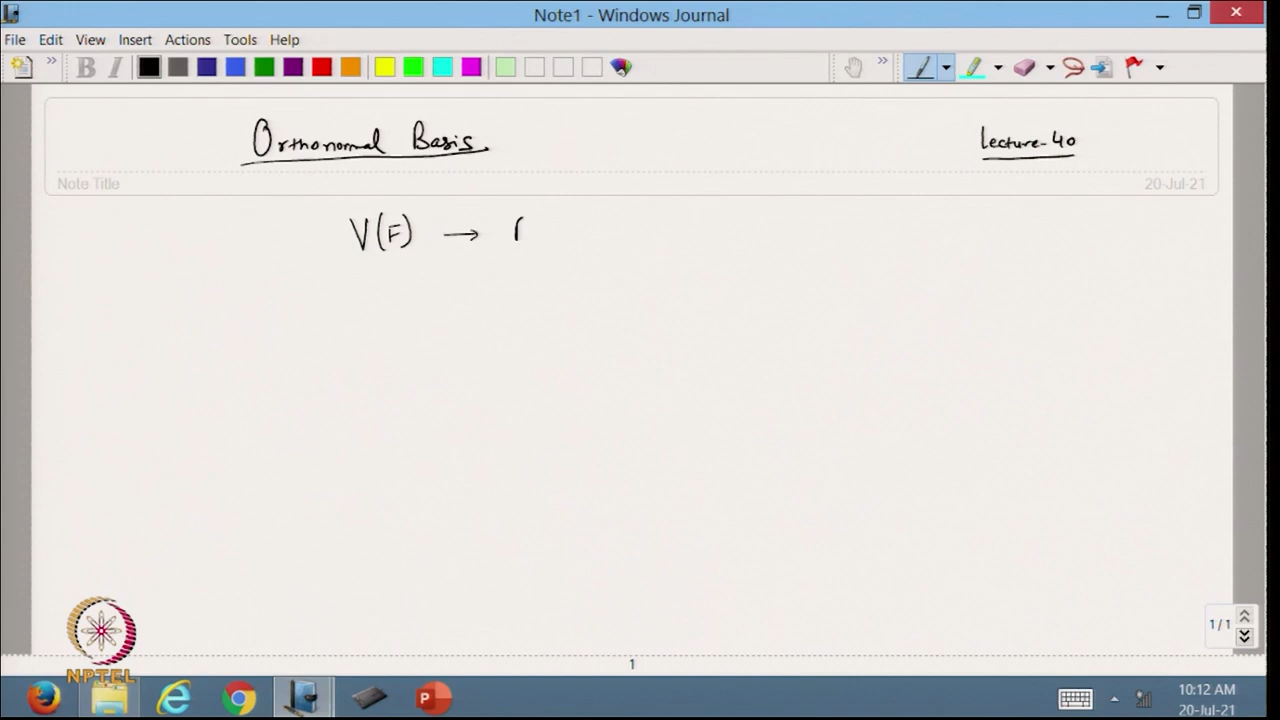 Note1 - Windows Journal
File Edit View Insert Actions Tools Help
B I
Orthonormal Basis
Lecture-40
Note Title
20-Jul-21
V(F) → (
1 / 1
1
NPTEL
10:12 AM
20-Jul-21